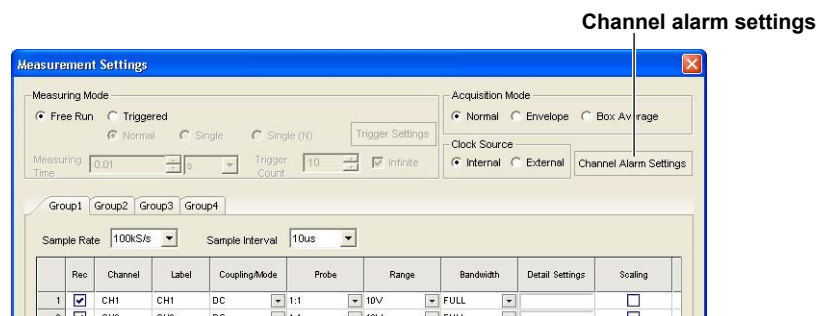 Channel alarm settings
Measurement Settings
Measuring Mode
Free Run Triggered
Normal Single Single (N) Trigger Settings
Measuring Time 0.01 s Trigger Count 10 Infinite
Acquisition Mode
Normal Envelope Box Average
Clock Source
Internal External Channel Alarm Settings
Group1 Group2 Group3 Group4
Sample Rate 100kS/s Sample Interval 10us
Rec Channel Label Coupling/Mode Probe Range Bandwidth Detail Settings Scaling
1 CH1 CH1 DC 1:1 10V FULL